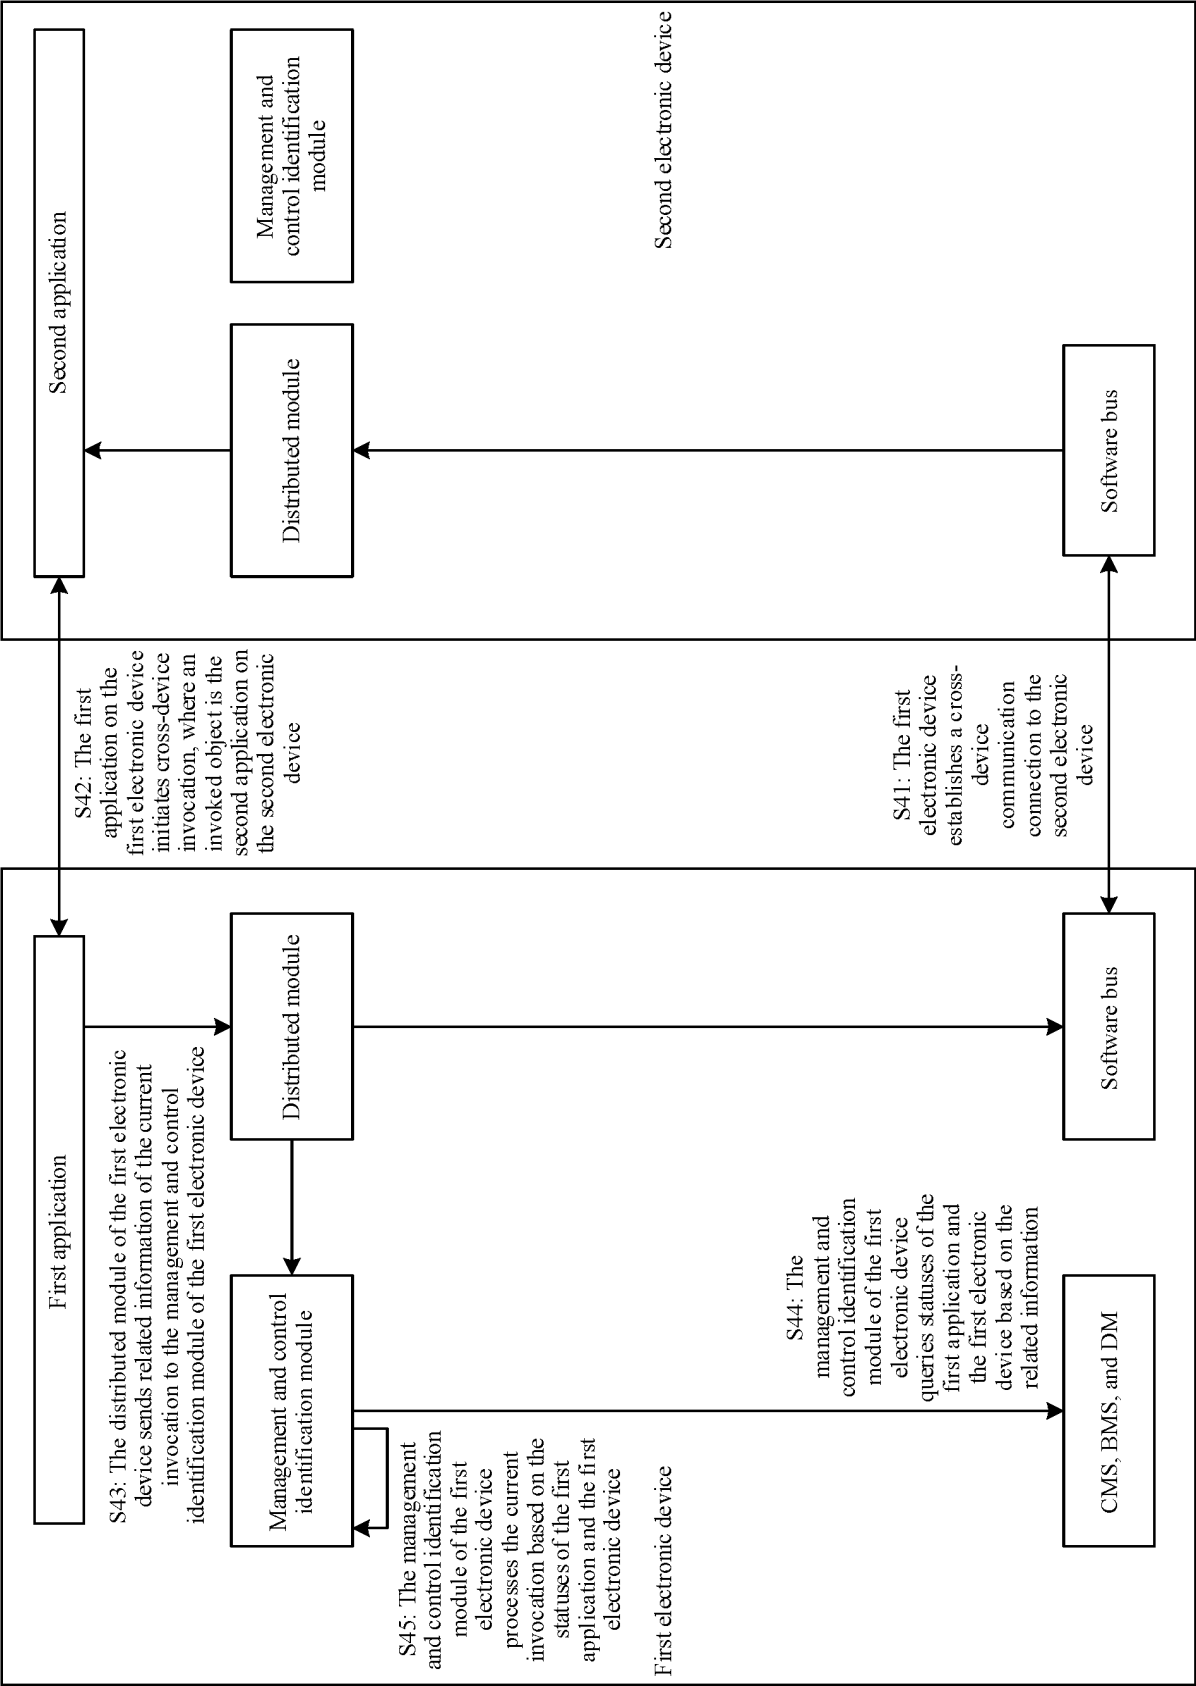 First application
S43: The distributed module of the first electronic
device sends related information of the current
invocation to the management and control
identification module of the first electronic device
Management and control
identification module
Distributed module
S45: The management
and control identification
module of the first
electronic device
processes the current
invocation based on the
statuses of the first
application and the first
electronic device
S44: The
management and
control identification
module of the first
electronic device
queries statuses of the
first application and
the first electronic
device based on the
related information
CMS, BMS, and DM
Software bus
First electronic device
S42: The first
application on the
first electronic device
initiates cross-device
invocation, where an
invoked object is the
second application on
the second electronic
device
S41: The first
electronic device
establishes a cross-
device
communication
connection to the
second electronic
device
Second application
Distributed module
Management and
control identification
module
Software bus
Second electronic device